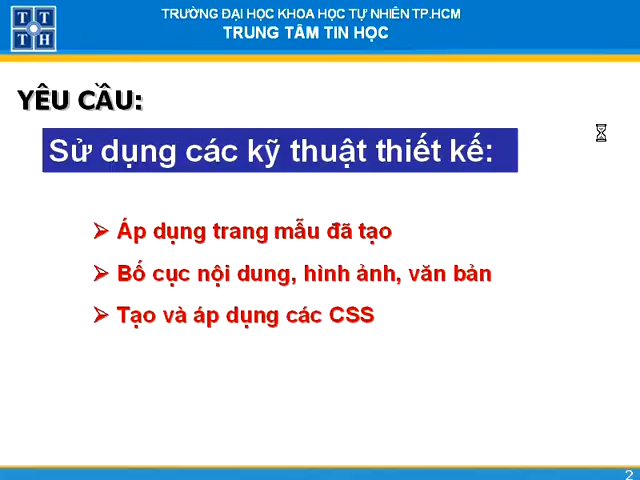 TRƯỜNG ĐẠI HỌC KHOA HỌC TỰ NHIÊN TP.HCM
TRUNG TÂM TIN HỌC
T T
T H
YÊU CẦU:
Sử dụng các kỹ thuật thiết kế:
Áp dụng trang mẫu đã tạo
Bố cục nội dung, hình ảnh, văn bản
Tạo và áp dụng các CSS
2